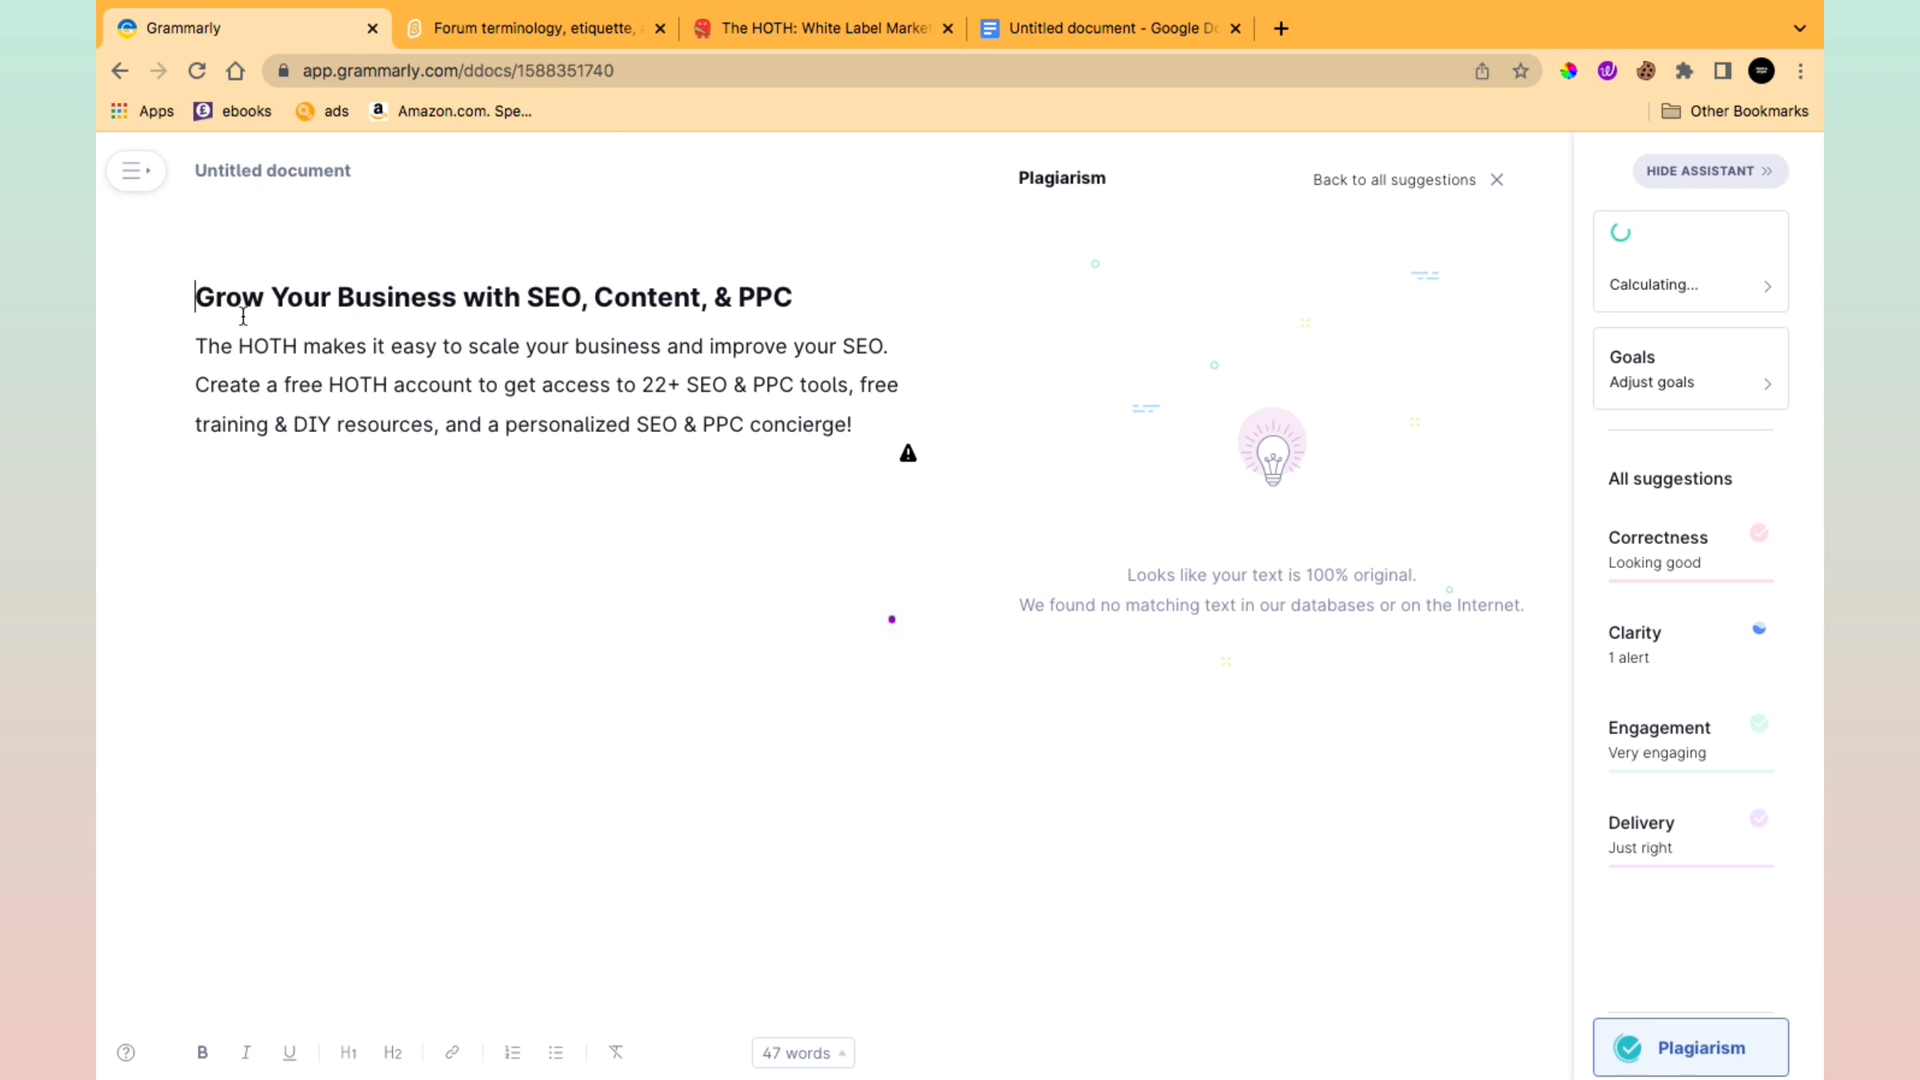 Grammarly
Forum terminology, etiquette,
The HOTH: White Label Market
Untitled document - Google Do
app.grammarly.com/ddocs/1588351740
Apps
ebooks
ads
Amazon.com. Spe...
Other Bookmarks
Untitled document
Plagiarism
Back to all suggestions
HIDE ASSISTANT
Grow Your Business with SEO, Content, & PPC
The HOTH makes it easy to scale your business and improve your SEO.
Create a free HOTH account to get access to 22+ SEO & PPC tools, free
training & DIY resources, and a personalized SEO & PPC concierge!
Looks like your text is 100% original.
We found no matching text in our databases or on the Internet.
Calculating...
Goals
Adjust goals
All suggestions
Correctness
Looking good
Clarity
1 alert
Engagement
Very engaging
Delivery
Just right
B I U H1 H2
47 words
Plagiarism